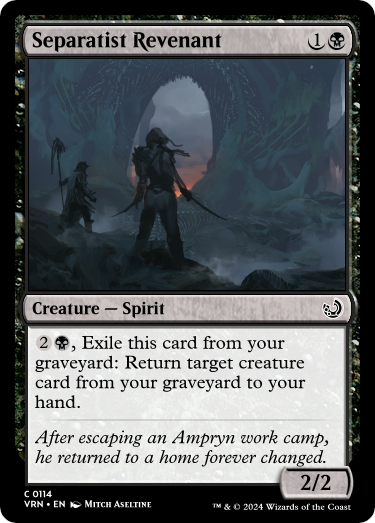 Separatist Revenant 1
Creature — Spirit
2 , Exile this card from your
graveyard: Return target creature
card from your graveyard to your
hand.
After escaping an Ampryn work camp,
he returned to a home forever changed.
2/2
C 0114
VRN • EN Mitch Aseltine
™ & © 2024 Wizards of the Coast